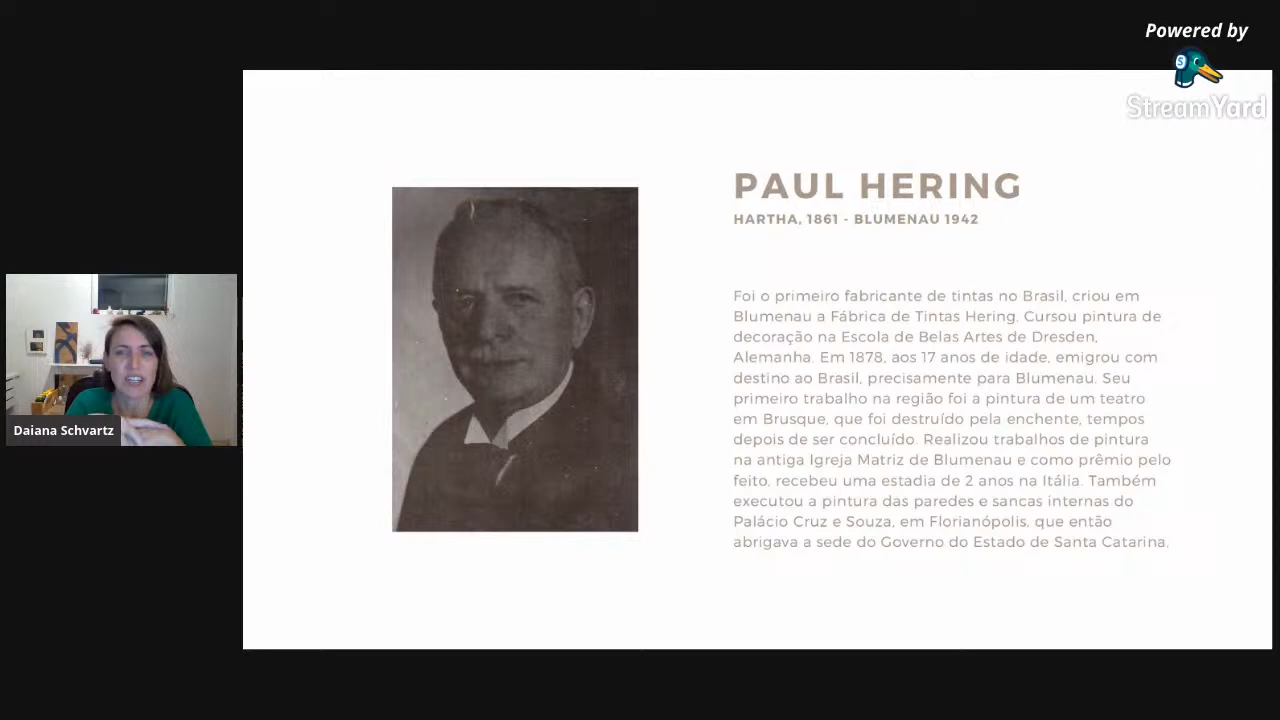 Powered by
StreamYard
PAUL HERING
HARTHA, 1861 - BLUMENAU 1942
Foi o primeiro fabricante de tintas no Brasil, criou em
Blumenau a Fábrica de Tintas Hering. Cursou pintura de
decoração na Escola de Belas Artes de Dresden,
Alemanha. Em 1878, aos 17 anos de idade, emigrou com
destino ao Brasil, precisamente para Blumenau. Seu
primeiro trabalho na região foi a pintura de um teatro
em Brusque, que foi destruído pela enchente, tempos
depois de ser concluído. Realizou trabalhos de pintura
na antiga Igreja Matriz de Blumenau e como prêmio pelo
feito, recebeu uma estadia de 2 anos na Itália. Também
executou a pintura das paredes e sancas internas do
Palácio Cruz e Souza, em Florianópolis, que então
abrigava a sede do Governo do Estado de Santa Catarina.
Daiana Schvartz